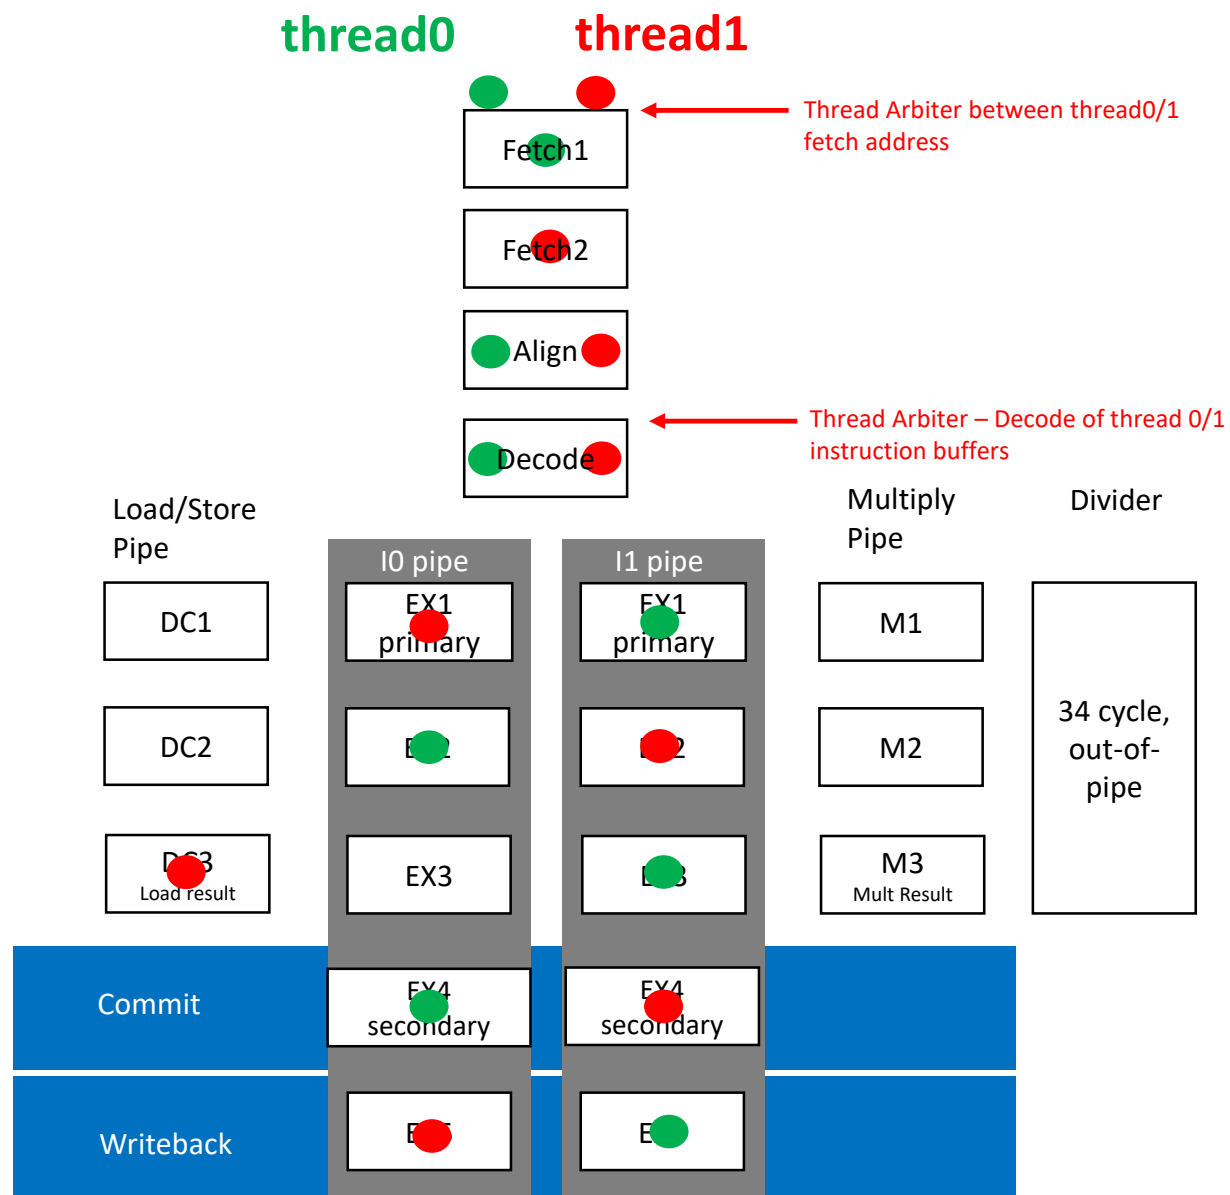 thread0
thread1
Thread Arbiter between thread0/1
fetch address
Fetch1
Fetch2
Align
Thread Arbiter – Decode of thread 0/1
instruction buffers
Decode
Load/Store
Pipe
Multiply
Pipe
Divider
I0 pipe
I1 pipe
DC1
EX1
primary
EX1
primary
M1
DC2
M2
34 cycle,
out-of-
pipe
DC3
Load result
EX3
M3
Mult Result
Commit
EX4
secondary
EX4
secondary
Writeback